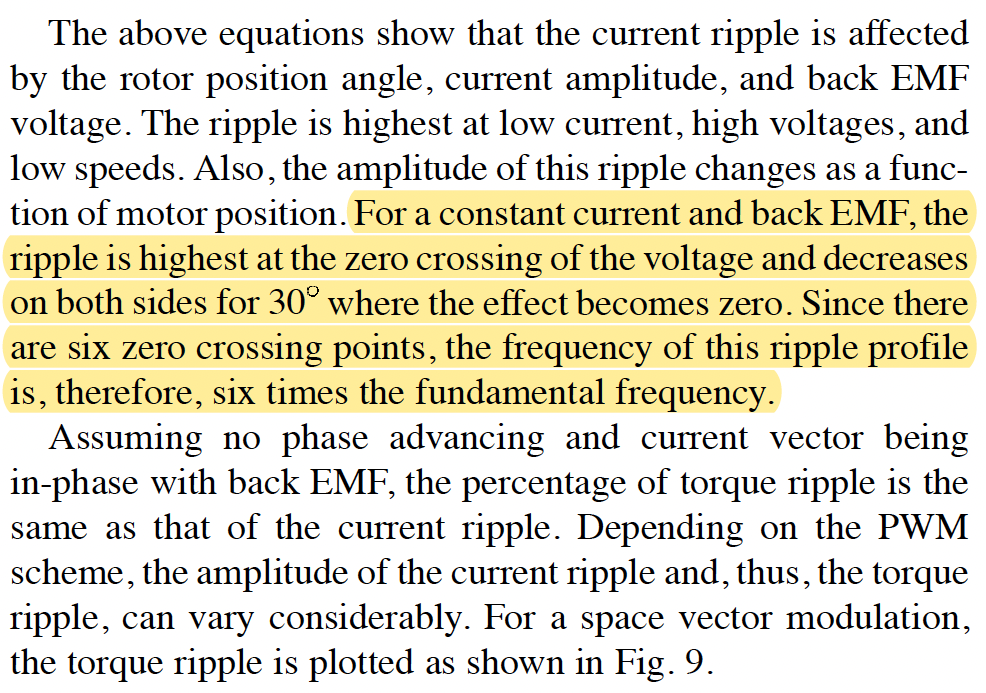 The above equations show that the current ripple is affected
by the rotor position angle, current amplitude, and back EMF
voltage. The ripple is highest at low current, high voltages, and
low speeds. Also, the amplitude of this ripple changes as a func-
tion of motor position. For a constant current and back EMF, the
ripple is highest at the zero crossing of the voltage and decreases
on both sides for 30° where the effect becomes zero. Since there
are six zero crossing points, the frequency of this ripple profile
is, therefore, six times the fundamental frequency.
Assuming no phase advancing and current vector being
in-phase with back EMF, the percentage of torque ripple is the
same as that of the current ripple. Depending on the PWM
scheme, the amplitude of the current ripple and, thus, the torque
ripple, can vary considerably. For a space vector modulation,
the torque ripple is plotted as shown in Fig. 9.